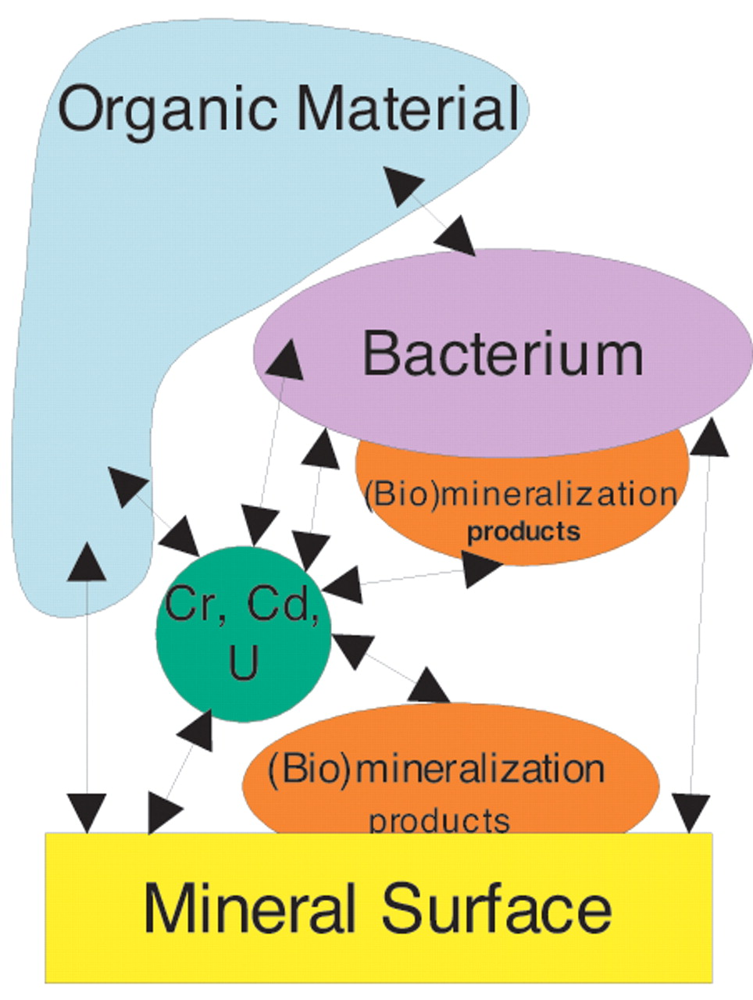 Organic Material
Bacterium
(Bio)mineralization
products
Cr, Cd,
U
(Bio)mineralization
products
Mineral Surface